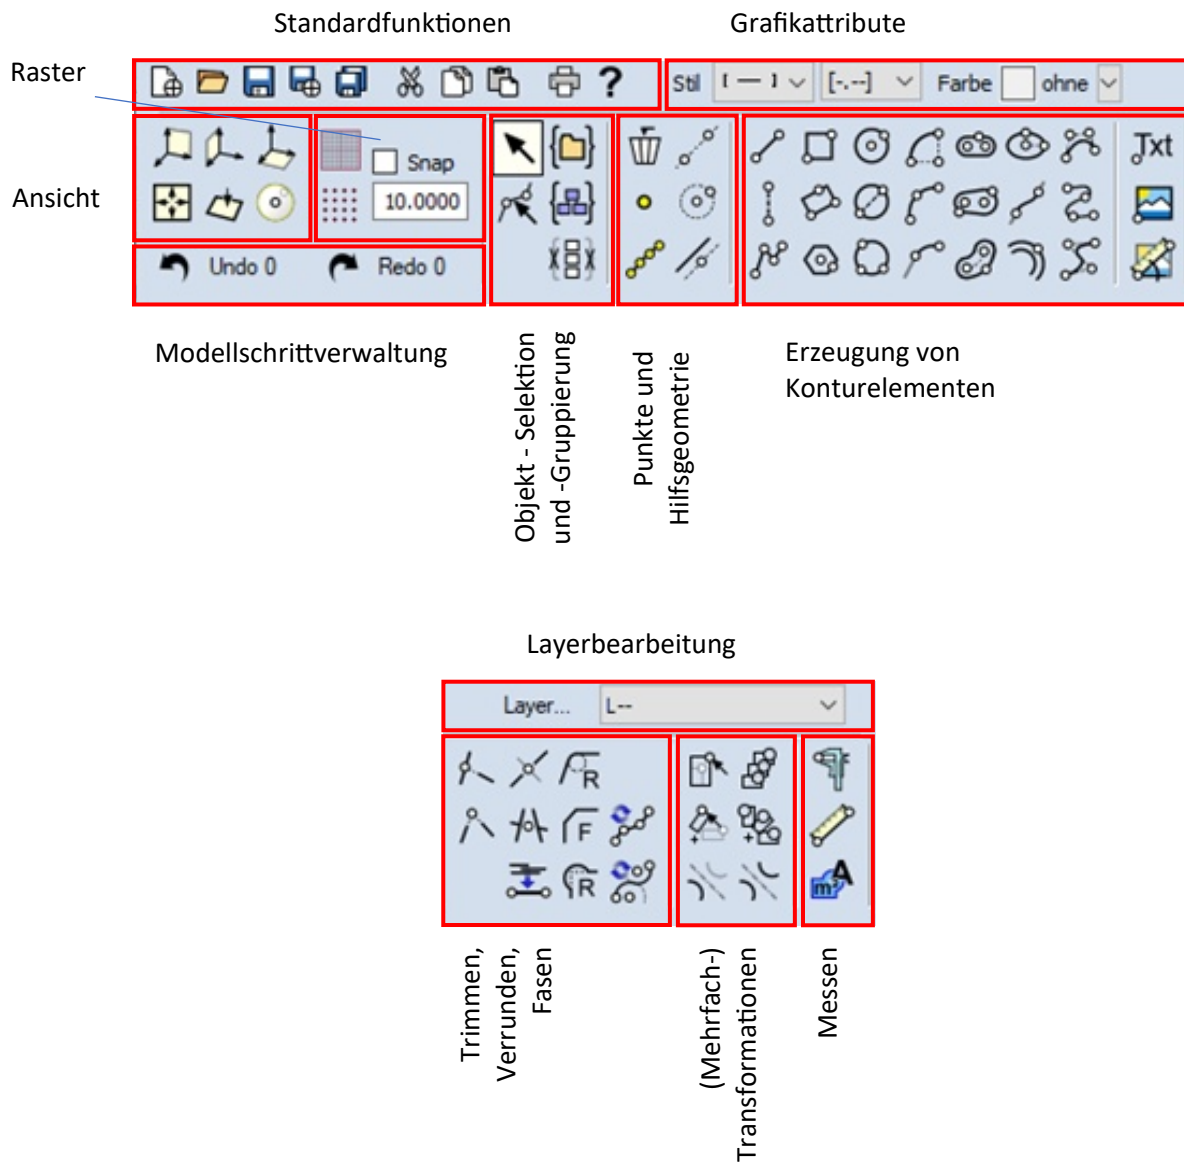 Standardfunktionen
Grafikattribute
Raster
?
Stil
[ — ]
[-.--]
Farbe
ohne
Ansicht
Snap
10.0000
Txt
Undo 0
Redo 0
Modellschrittverwaltung
Objekt - Selektion
und -Gruppierung
Punkte und
Hilfsgeometrie
Erzeugung von
Konturelementen
Layerbearbeitung
Layer...
L--
R
F
R
A
m²
Trimmen,
Verrunden,
Fasen
(Mehrfach-)
Transformationen
Messen